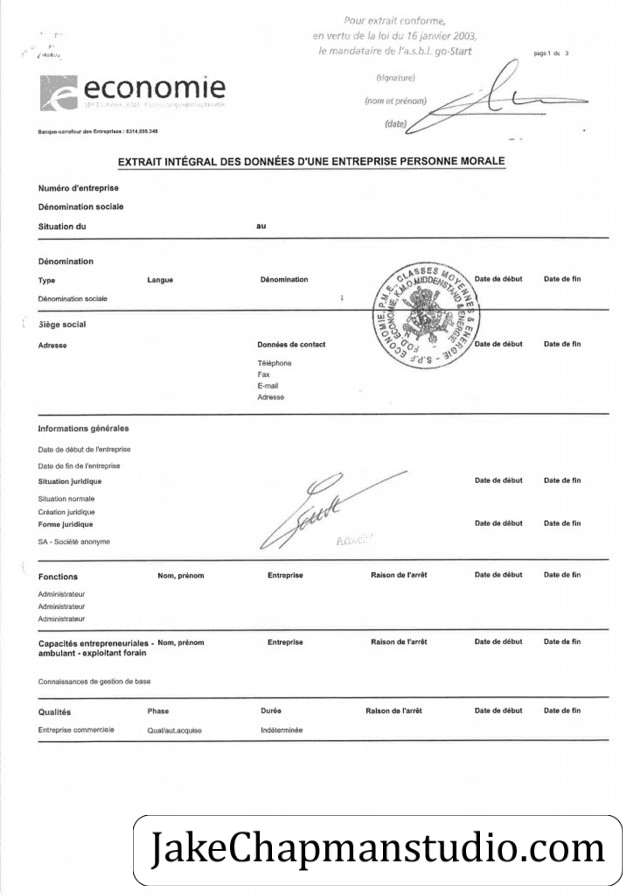 Pour extrait conforme,
en vertu de la loi du 16 janvier 2003,
le mandataire de l'a.s.b.l. go-Start
page 1 du 3
(signature)
(nom et prénom)
(date)
economie
Banque-carrefour des Entreprises : 0314.595.348
EXTRAIT INTÉGRAL DES DONNÉES D'UNE ENTREPRISE PERSONNE MORALE
Numéro d'entreprise
Dénomination sociale
Situation du au
Dénomination
Type Langue Dénomination Date de début Date de fin
Dénomination sociale 1
S.P.F. ECONOMIE, P.M.E., CLASSES MOYENNES & ENERGIE
FOD ECONOMIE, K.M.O. MIDDENSTAND & ENERGIE
Siège social
Adresse Données de contact Date de début Date de fin
Téléphone
Fax
E-mail
Adresse
Informations générales
Date de début de l'entreprise
Date de fin de l'entreprise
Situation juridique Date de début Date de fin
Situation normale
Création juridique
Forme juridique Date de début Date de fin
SA - Société anonyme
Fonctions Nom, prénom Entreprise Raison de l'arrêt Date de début Date de fin
Administrateur
Administrateur
Administrateur
Capacités entrepreneuriales - Nom, prénom Entreprise Raison de l'arrêt Date de début Date de fin
ambulant - exploitant forain
Connaissances de gestion de base
Qualités Phase Durée Raison de l'arrêt Date de début Date de fin
Entreprise commerciale Qual/aut.acquise Indéterminée
JakeChapmanstudio.com